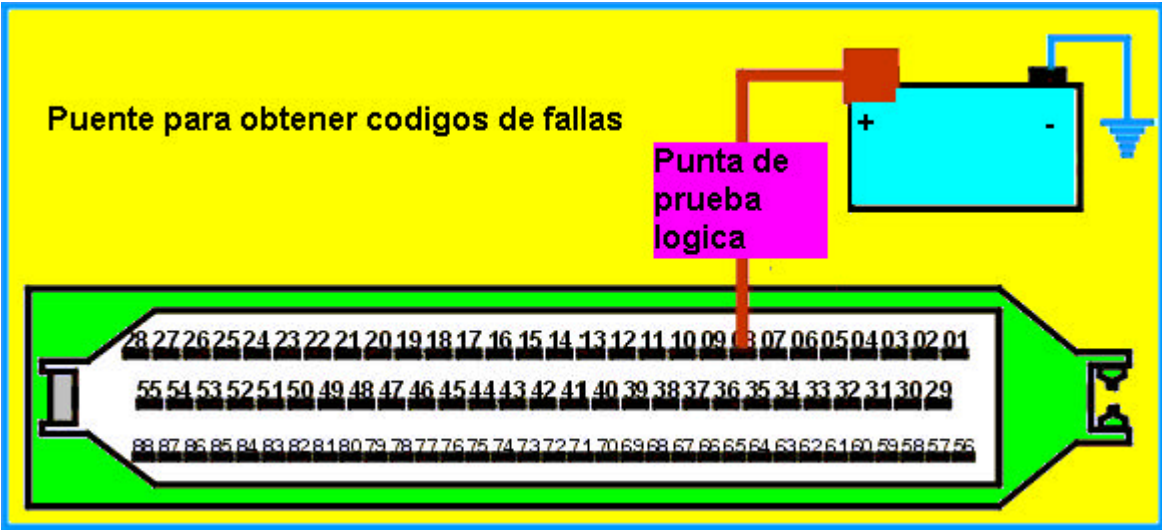 Puente para obtener codigos de fallas
+ -
Punta de
prueba
logica
28 27 26 25 24 23 22 21 20 19 18 17 16 15 14 13 12 11 10 09 08 07 06 05 04 03 02 01
55 54 53 52 51 50 49 48 47 46 45 44 43 42 41 40 39 38 37 36 35 34 33 32 31 30 29
88 87 86 85 84 83 82 81 80 79 78 77 76 75 74 73 72 71 70 69 68 67 66 65 64 63 62 61 60 59 58 57 56